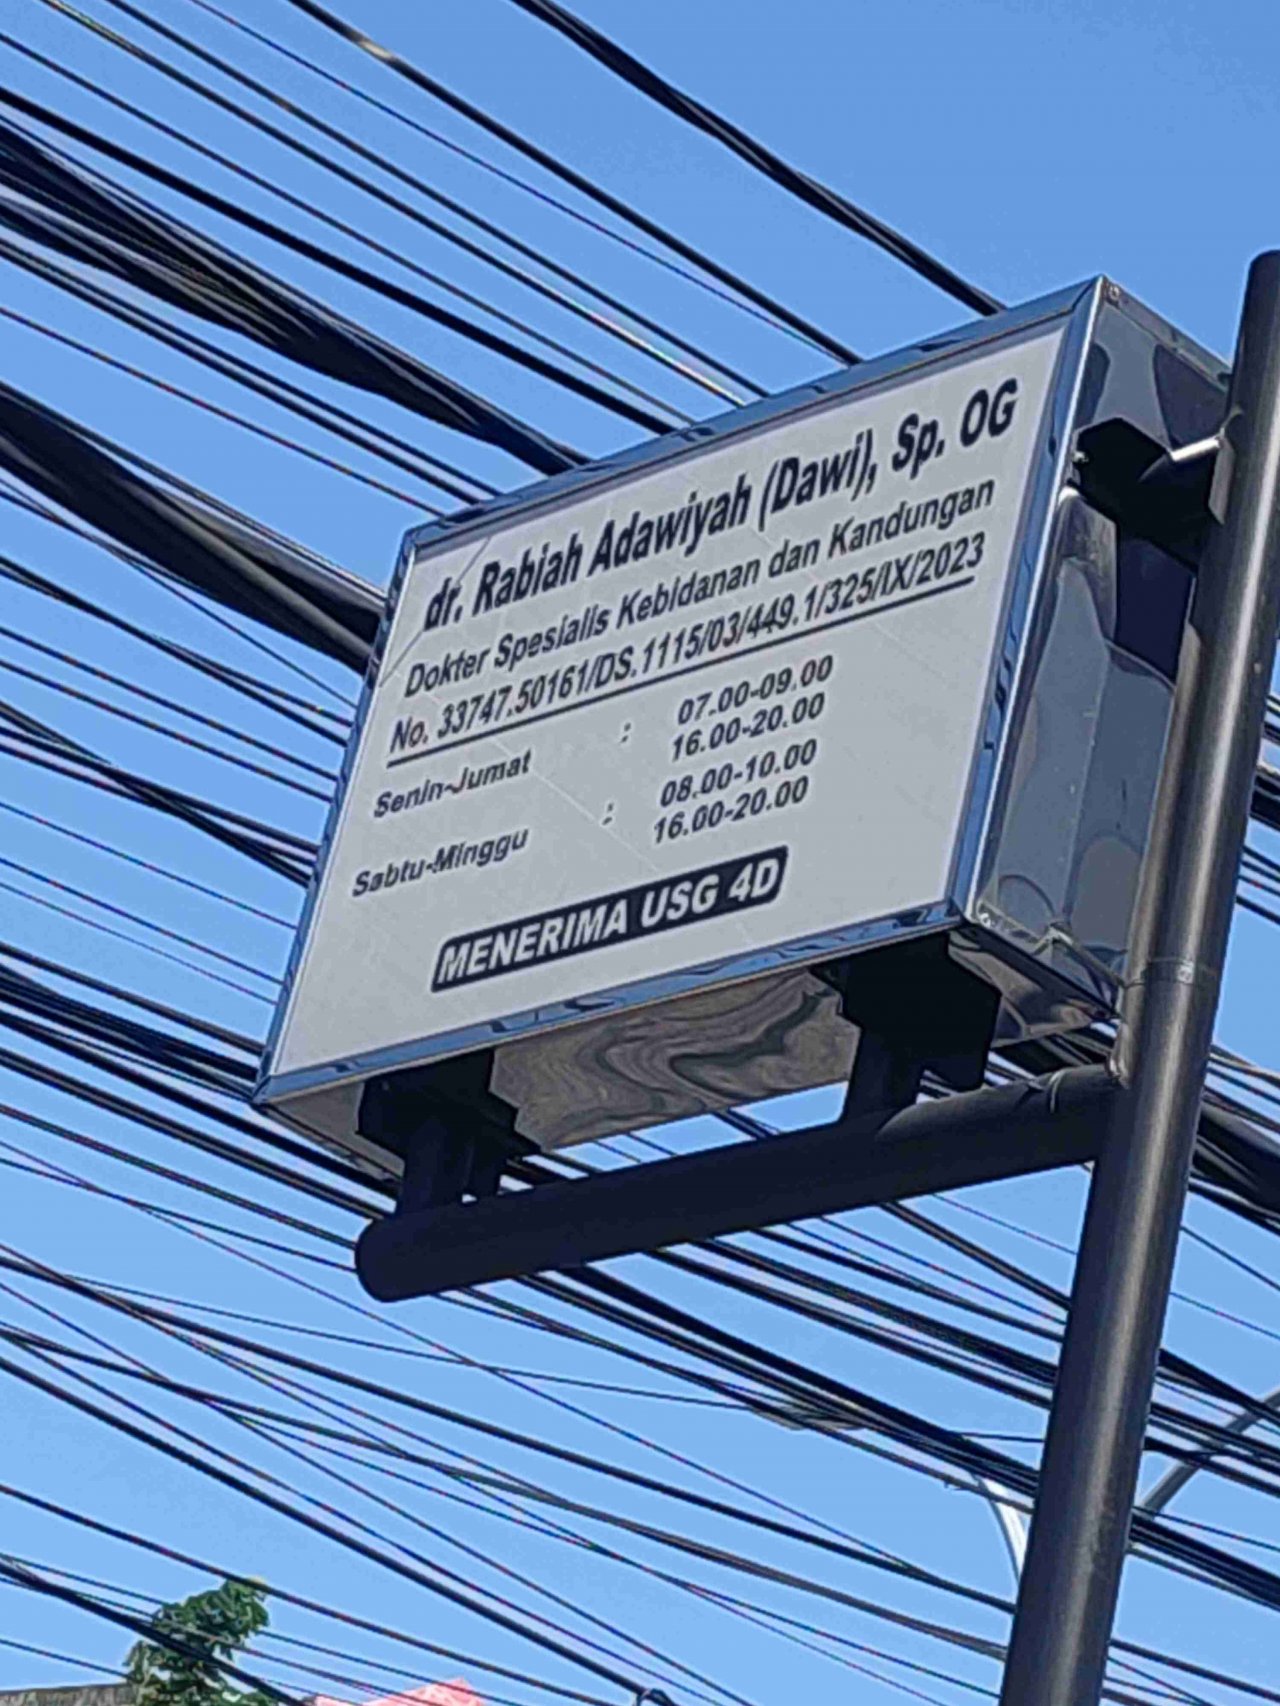 dr. Rabiah Adawiyah (Dawi), Sp. OG
Dokter Spesialis Kebidanan dan Kandungan
No. 33747.50161/DS.1115/03/449.1/325/IX/2023
Senin-Jumat : 07.00-09.00
16.00-20.00
Sabtu-Minggu : 08.00-10.00
16.00-20.00
MENERIMA USG 4D